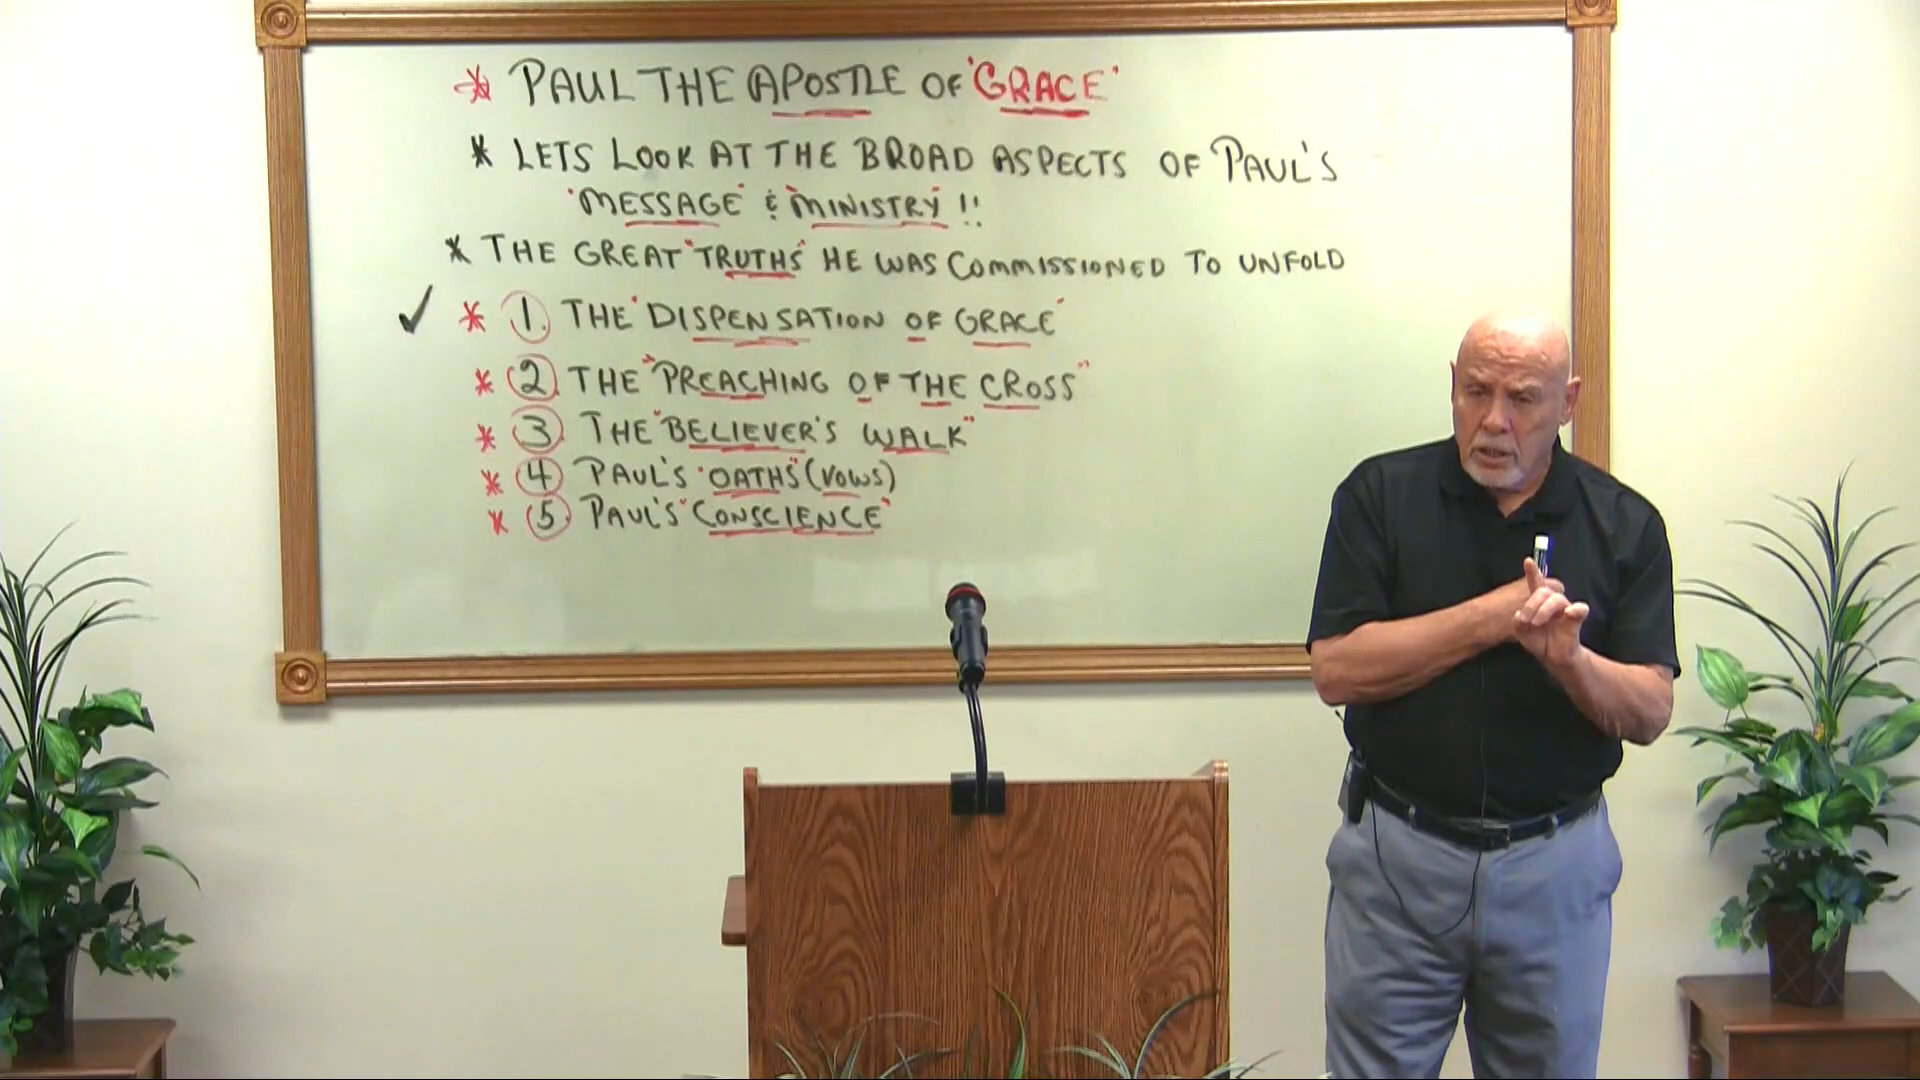 * PAUL THE APOSTLE OF "GRACE"
* LETS LOOK AT THE BROAD ASPECTS OF PAUL'S
"MESSAGE" & "MINISTRY" !!
* THE GREAT "TRUTHS" HE WAS COMMISSIONED TO UNFOLD
✓ * 1. THE "DISPENSATION OF GRACE"
* 2. THE "PREACHING OF THE CROSS"
* 3. THE "BELIEVER'S WALK"
* 4. PAUL'S "OATHS" (VOWS)
* 5. PAUL'S "CONSCIENCE"